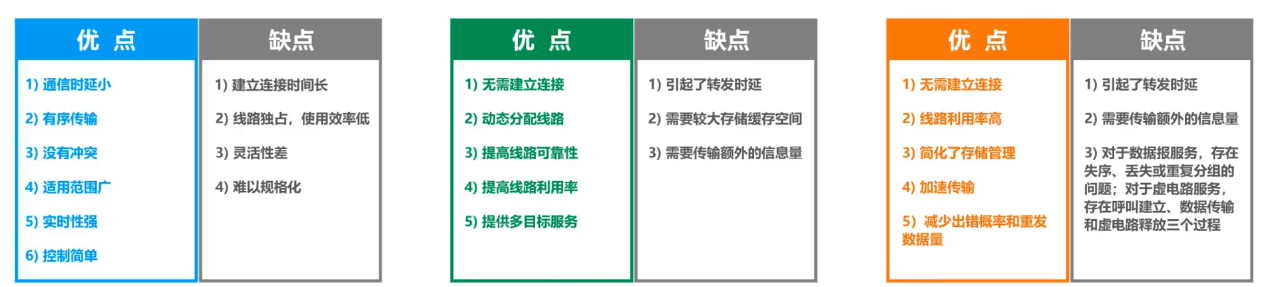 优 点
缺点
1) 通信时延小
2) 有序传输
3) 没有冲突
4) 适用范围广
5) 实时性强
6) 控制简单
1) 建立连接时间长
2) 线路独占，使用效率低
3) 灵活性差
4) 难以规格化
优 点
缺点
1) 无需建立连接
2) 动态分配线路
3) 提高线路可靠性
4) 提高线路利用率
5) 提供多目标服务
1) 引起了转发时延
2) 需要较大存储缓存空间
3) 需要传输额外的信息量
优 点
缺点
1) 无需建立连接
2) 线路利用率高
3) 简化了存储管理
4) 加速传输
5）减少出错概率和重发
数据量
1) 引起了转发时延
2) 需要传输额外的信息量
3) 对于数据报服务，存在
失序、丢失或重复分组的
问题；对于虚电路服务，
存在呼叫建立、数据传输
和虚电路释放三个过程